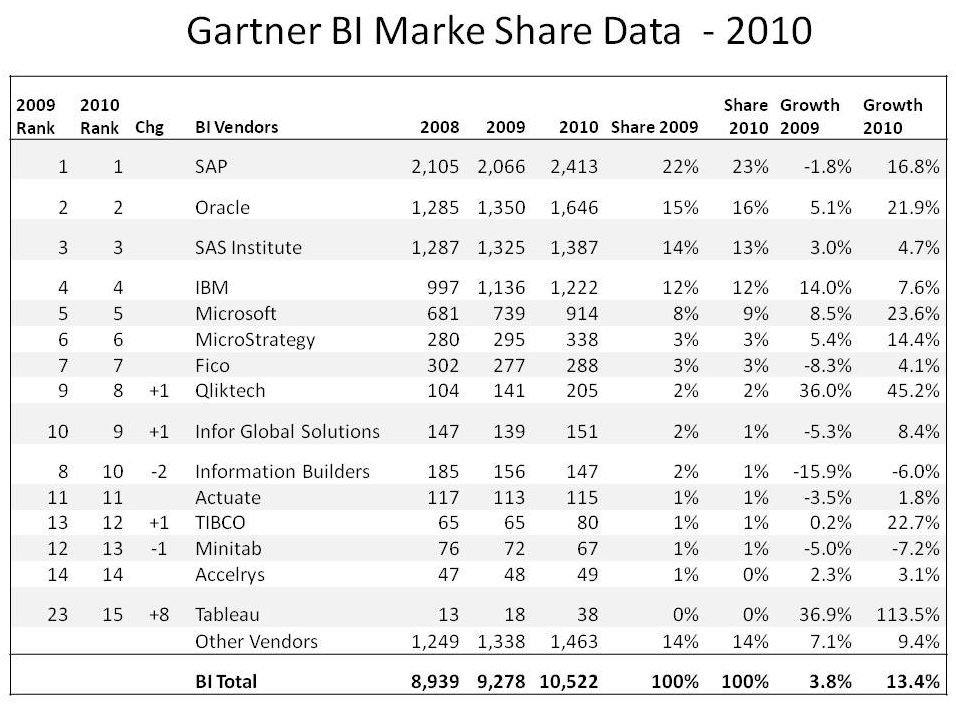 Gartner BI Marke Share Data - 2010
2009 2010 Share Growth Growth
Rank Rank Chg BI Vendors 2008 2009 2010 Share 2009 2010 2009 2010
1 1 SAP 2,105 2,066 2,413 22% 23% -1.8% 16.8%
2 2 Oracle 1,285 1,350 1,646 15% 16% 5.1% 21.9%
3 3 SAS Institute 1,287 1,325 1,387 14% 13% 3.0% 4.7%
4 4 IBM 997 1,136 1,222 12% 12% 14.0% 7.6%
5 5 Microsoft 681 739 914 8% 9% 8.5% 23.6%
6 6 MicroStrategy 280 295 338 3% 3% 5.4% 14.4%
7 7 Fico 302 277 288 3% 3% -8.3% 4.1%
9 8 +1 Qliktech 104 141 205 2% 2% 36.0% 45.2%
10 9 +1 Infor Global Solutions 147 139 151 2% 1% -5.3% 8.4%
8 10 -2 Information Builders 185 156 147 2% 1% -15.9% -6.0%
11 11 Actuate 117 113 115 1% 1% -3.5% 1.8%
13 12 +1 TIBCO 65 65 80 1% 1% 0.2% 22.7%
12 13 -1 Minitab 76 72 67 1% 1% -5.0% -7.2%
14 14 Accelrys 47 48 49 1% 0% 2.3% 3.1%
23 15 +8 Tableau 13 18 38 0% 0% 36.9% 113.5%
Other Vendors 1,249 1,338 1,463 14% 14% 7.1% 9.4%
BI Total 8,939 9,278 10,522 100% 100% 3.8% 13.4%